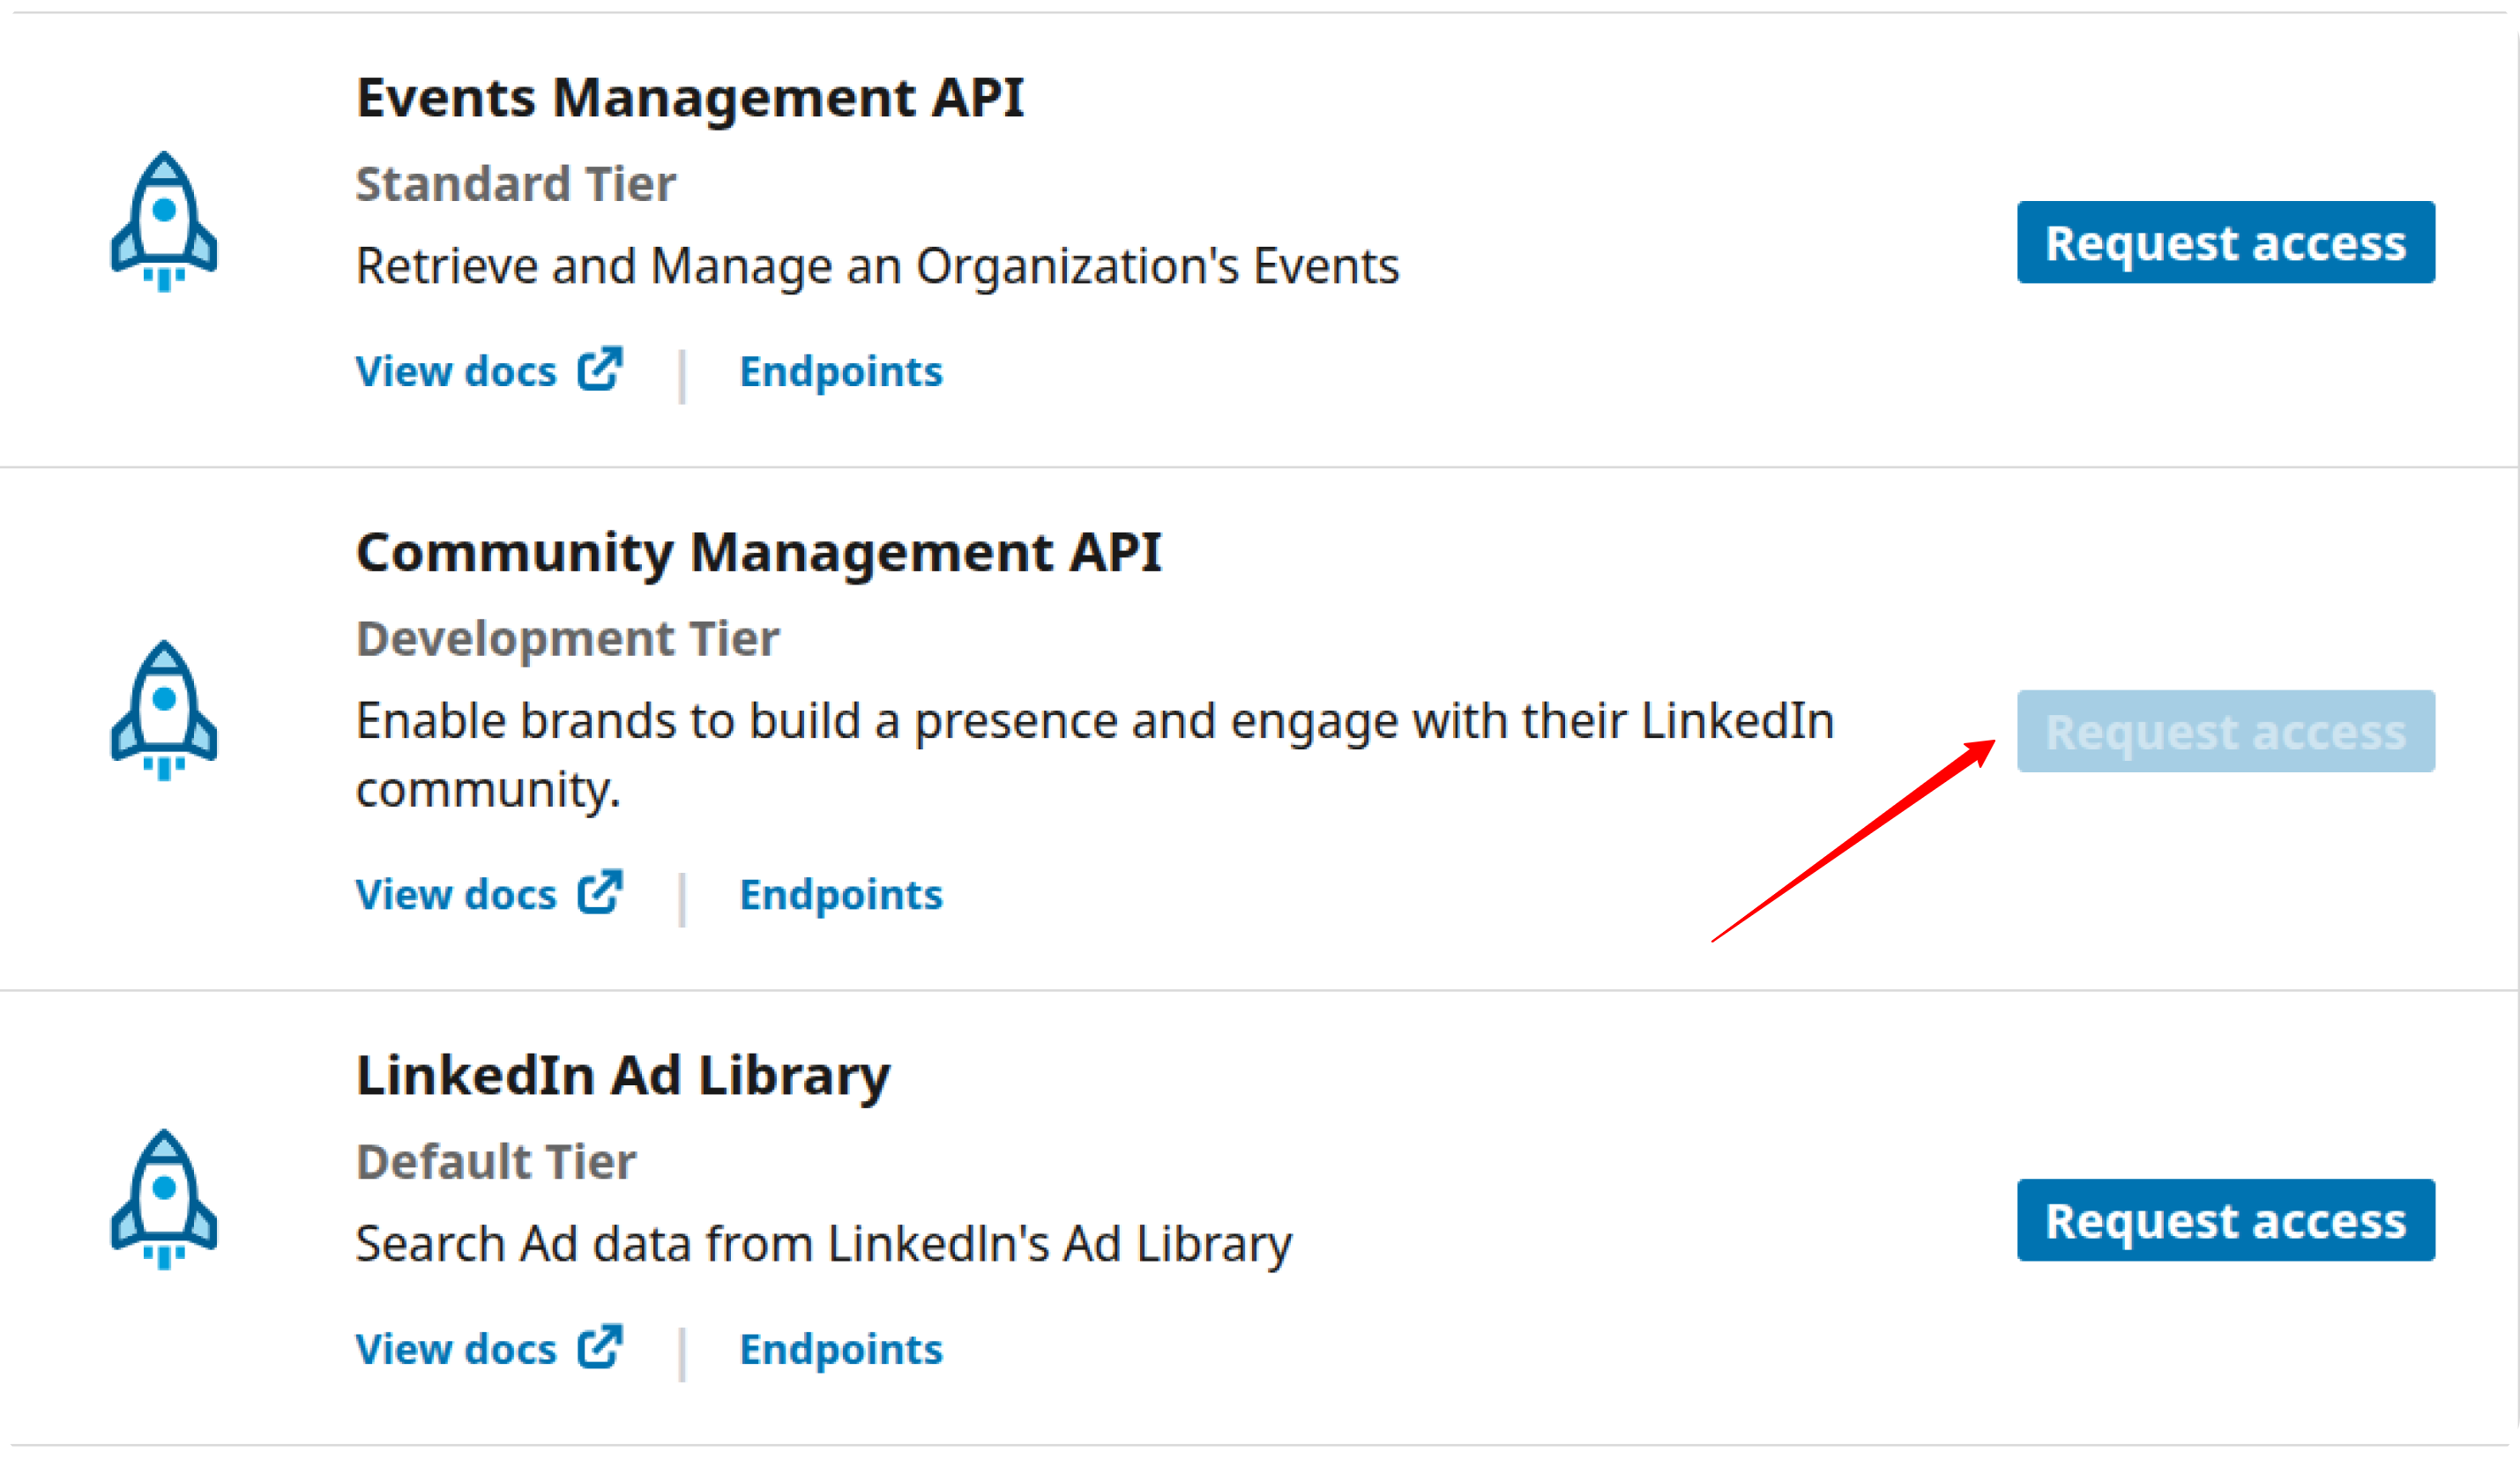 Events Management API
Standard Tier
Retrieve and Manage an Organization's Events
Request access
View docs | Endpoints
Community Management API
Development Tier
Enable brands to build a presence and engage with their LinkedIn
community.
Request access
View docs | Endpoints
LinkedIn Ad Library
Default Tier
Search Ad data from LinkedIn's Ad Library
Request access
View docs | Endpoints